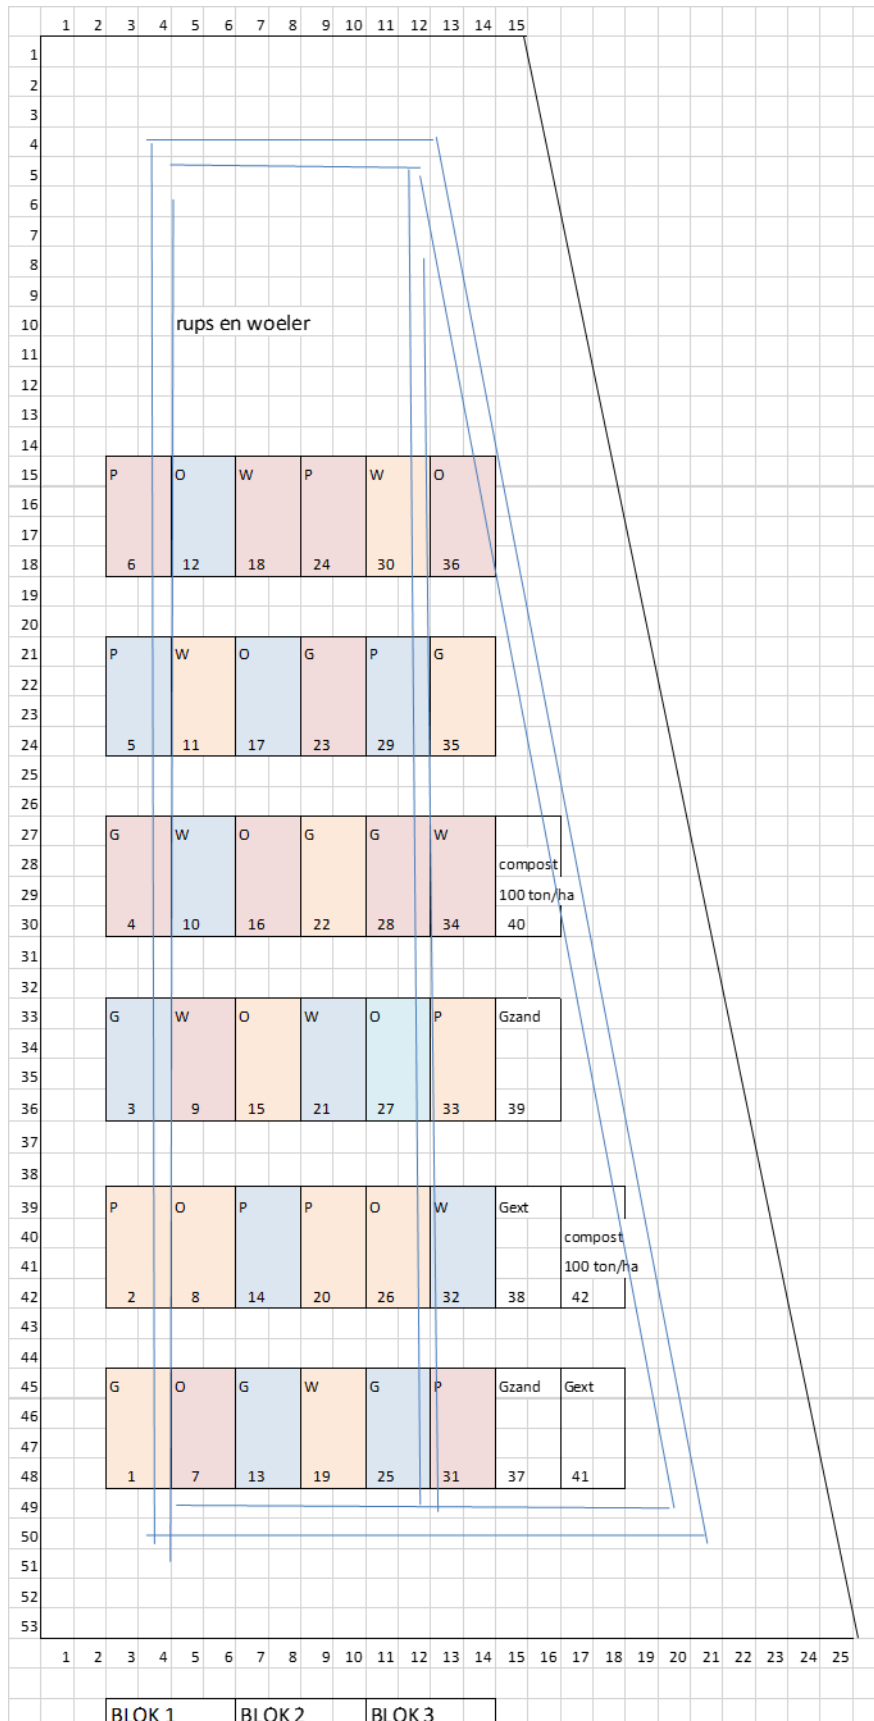 1 2 3 4 5 6 7 8 9 10 11 12 13 14 15
1
2
3
4
5
6
7
8
9
10 rups en woeler
11
12
13
14
15 P O W P W O
16
17
18 6 12 18 24 30 36
19
20
21 P W O G P G
22
23
24 5 11 17 23 29 35
25
26
27 G W O G G W
28 compost
29 100 ton/ha
30 4 10 16 22 28 34 40
31
32
33 G W O W O P Gzand
34
35
36 3 9 15 21 27 33 39
37
38
39 P O P P O W Gext
40 compost
41 100 ton/ha
42 2 8 14 20 26 32 38 42
43
44
45 G O G W G P Gzand Gext
46
47
48 1 7 13 19 25 31 37 41
49
50
51
52
53
1 2 3 4 5 6 7 8 9 10 11 12 13 14 15 16 17 18 19 20 21 22 23 24 25
BLOK 1 BLOK 2 BLOK 3